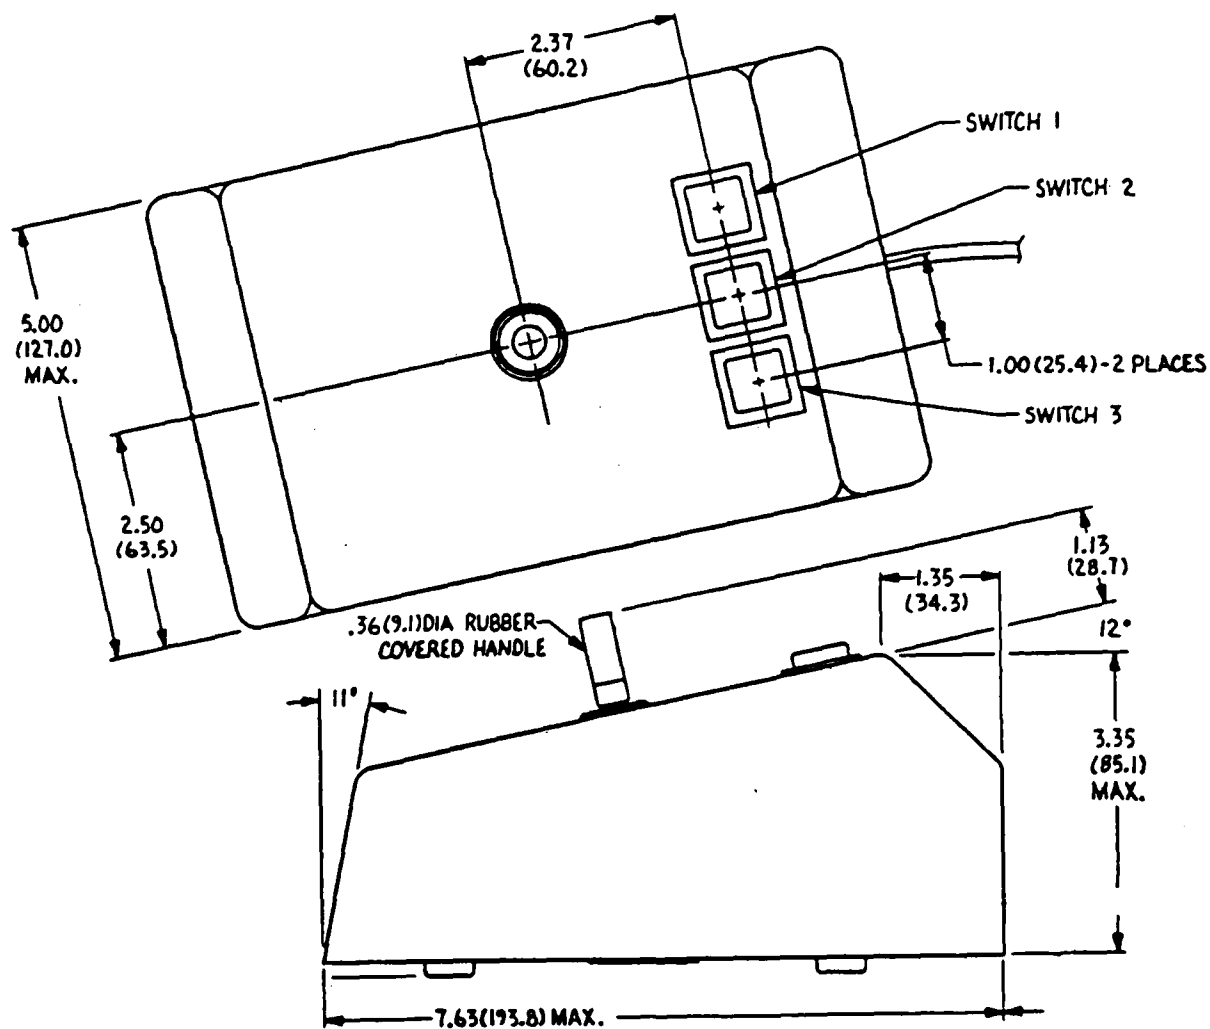 2.37
(60.2)
SWITCH 1
SWITCH 2
5.00
(127.0)
MAX.
1.00(25.4)-2 PLACES
SWITCH 3
2.50
(63.5)
1.13
(28.7)
1.35
(34.3)
.36(9.1)DIA RUBBER
COVERED HANDLE
12°
11°
3.35
(85.1)
MAX.
7.63(193.8) MAX.